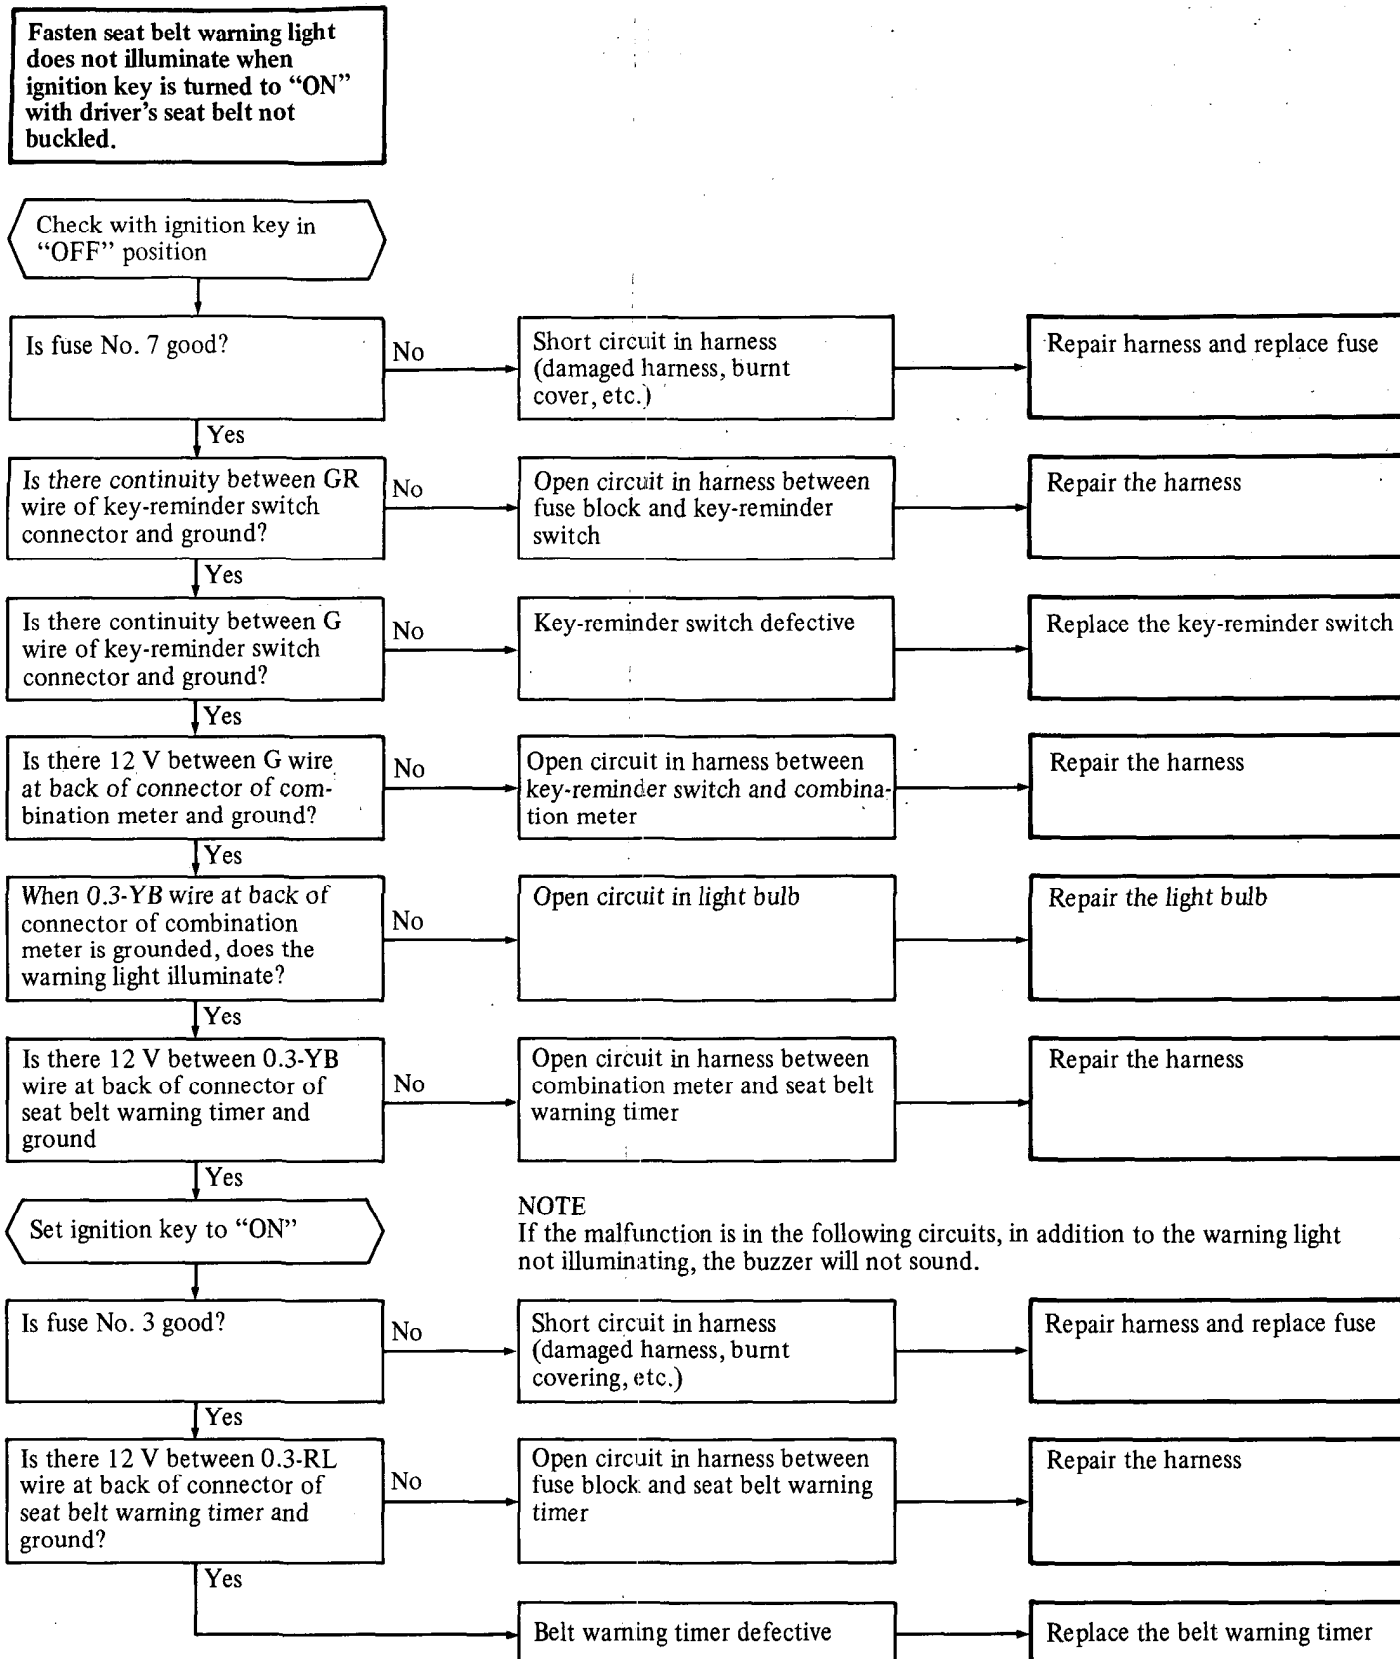 Fasten seat belt warning light
does not illuminate when
ignition key is turned to “ON”
with driver’s seat belt not
buckled.
Check with ignition key in
“OFF” position
Is fuse No. 7 good?
No
Short circuit in harness
(damaged harness, burnt
cover, etc.)
Repair harness and replace fuse
Yes
Is there continuity between GR
wire of key-reminder switch
connector and ground?
No
Open circuit in harness between
fuse block and key-reminder
switch
Repair the harness
Yes
Is there continuity between G
wire of key-reminder switch
connector and ground?
No
Key-reminder switch defective
Replace the key-reminder switch
Yes
Is there 12 V between G wire
at back of connector of com-
bination meter and ground?
No
Open circuit in harness between
key-reminder switch and combina-
tion meter
Repair the harness
Yes
When 0.3-YB wire at back of
connector of combination
meter is grounded, does the
warning light illuminate?
No
Open circuit in light bulb
Repair the light bulb
Yes
Is there 12 V between 0.3-YB
wire at back of connector of
seat belt warning timer and
ground
No
Open circuit in harness between
combination meter and seat belt
warning timer
Repair the harness
Yes
Set ignition key to “ON”
NOTE
If the malfunction is in the following circuits, in addition to the warning light
not illuminating, the buzzer will not sound.
Is fuse No. 3 good?
No
Short circuit in harness
(damaged harness, burnt
covering, etc.)
Repair harness and replace fuse
Yes
Is there 12 V between 0.3-RL
wire at back of connector of
seat belt warning timer and
ground?
No
Open circuit in harness between
fuse block and seat belt warning
timer
Repair the harness
Yes
Belt warning timer defective
Replace the belt warning timer